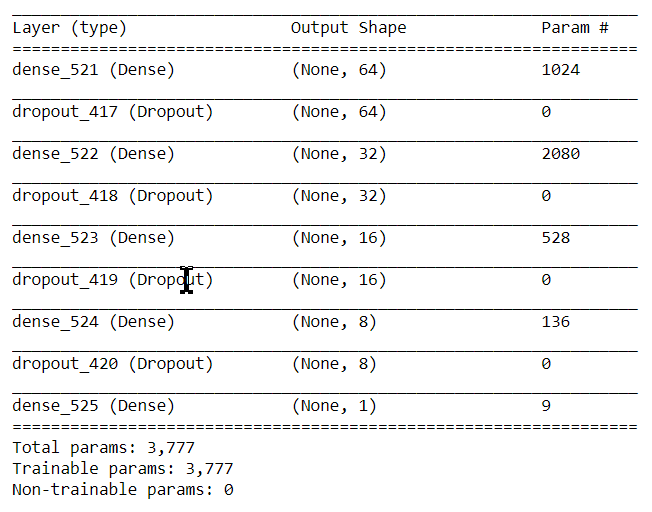 Layer (type) Output Shape Param #
dense_521 (Dense) (None, 64) 1024
dropout_417 (Dropout) (None, 64) 0
dense_522 (Dense) (None, 32) 2080
dropout_418 (Dropout) (None, 32) 0
dense_523 (Dense) (None, 16) 528
dropout_419 (Dropout) (None, 16) 0
dense_524 (Dense) (None, 8) 136
dropout_420 (Dropout) (None, 8) 0
dense_525 (Dense) (None, 1) 9
Total params: 3,777
Trainable params: 3,777
Non-trainable params: 0